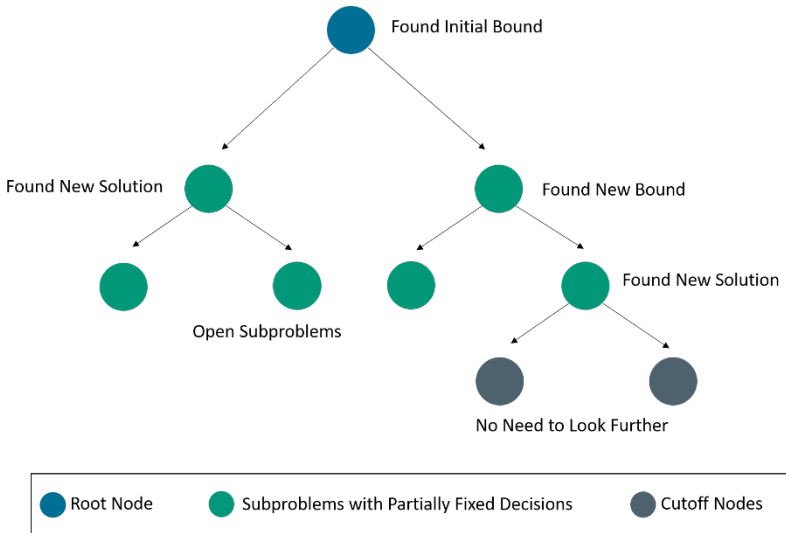 Found Initial Bound
Found New Solution
Found New Bound
Found New Solution
Open Subproblems
No Need to Look Further
Root Node
Subproblems with Partially Fixed Decisions
Cutoff Nodes